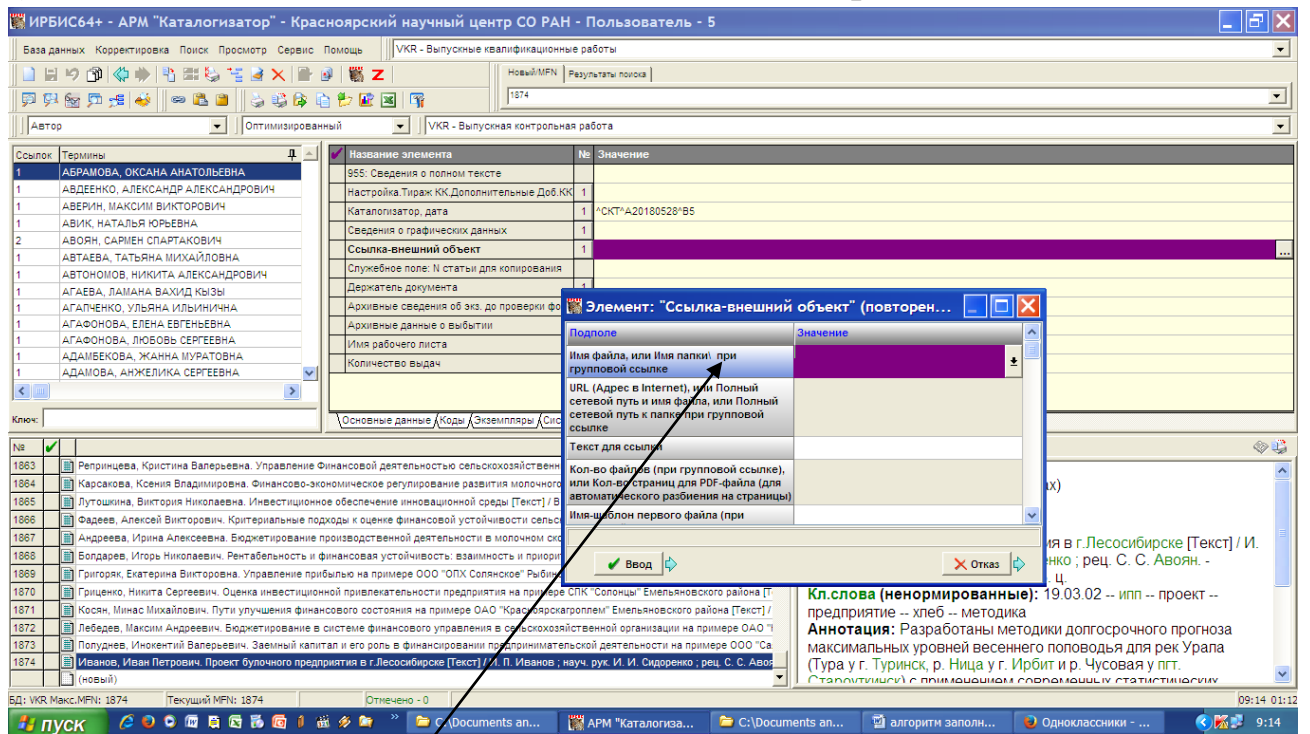 ИРБИС64+ - АРМ "Каталогизатор" - Красноярский научный центр СО РАН - Пользователь - 5
База данных Корректировка Поиск Просмотр Сервис Помощь
VKR - Выпускные квалификационные работы
Новый/MFN Результаты поиска
1874
Автор
Оптимизированный
VKR - Выпускная контрольная работа
Ссылок Термины
1 АБРАМОВА, ОКСАНА АНАТОЛЬЕВНА
1 АВДЕЕНКО, АЛЕКСАНДР АЛЕКСАНДРОВИЧ
1 АВЕРИН, МАКСИМ ВИКТОРОВИЧ
1 АВИК, НАТАЛЬЯ ЮРЬЕВНА
2 АВОЯН, САРМЕН СПАРТАКОВИЧ
1 АВТАЕВА, ТАТЬЯНА МИХАЙЛОВНА
1 АВТОНОМОВ, НИКИТА АЛЕКСАНДРОВИЧ
1 АГАЕВА, ЛАМАНА ВАХИД КЫЗЫ
1 АГАПЧЕНКО, УЛЬЯНА ИЛЬИНИЧНА
1 АГАФОНОВА, ЕЛЕНА ЕВГЕНЬЕВНА
1 АГАФОНОВА, ЛЮБОВЬ СЕРГЕЕВНА
1 АДАМБЕКОВА, ЖАННА МУРАТОВНА
1 АДАМОВА, АНЖЕЛИКА СЕРГЕЕВНА
Ключ:
Название элемента № Значение
955: Сведения о полном тексте
Настройка.Тираж КК.Дополнительные Доб.КК 1
Каталогизатор, дата 1 ^CКТ^A20180528^B5
Сведения о графических данных 1
Ссылка-внешний объект 1 ...
Служебное поле: N статьи для копирования
Держатель документа 1
Архивные сведения об экз. до проверки фо
Архивные данные о выбытии
Имя рабочего листа
Количество выдач
Основные данные Коды Экземпляры Сис
Элемент: "Ссылка-внешний объект" (повторен...
Подполе Значение
Имя файла, или Имя папки\ при
групповой ссылке
URL (Адрес в Internet), или Полный
сетевой путь и имя файла, или Полный
сетевой путь к папке при групповой
ссылке
Текст для ссылки
Кол-во файлов (при групповой ссылке),
или Кол-во страниц для PDF-файла (для
автоматического разбиения на страницы)
Имя-шаблон первого файла (при
Ввод Отказ
№
1863 Репринцева, Кристина Валерьевна. Управление Финансовой деятельностью сельскохозяйственн
1864 Карсакова, Ксения Владимировна. Финансово-экономическое регулирование развития молочного
1865 Лутошкина, Виктория Николаевна. Инвестиционное обеспечение инновационной среды [Текст] / В
1866 Фадеев, Алексей Викторович. Критериальные подходы к оценке финансовой устойчивости сельс
1867 Андреева, Ирина Алексеевна. Бюджетирование производственной деятельности в молочном ско
1868 Болдарев, Игорь Николаевич. Рентабельность и финансовая устойчивость: взаимность и приори
1869 Григоряк, Екатерина Викторовна. Управление прибылью на примере ООО "ОПХ Солянское" Рыбин
1870 Гриценко, Никита Сергеевич. Оценка инвестиционной привлекательности предприятия на примере СПК "Солонцы" Емельяновского района [Т
1871 Косян, Минас Михайлович. Пути улучшения финансового состояния на примере ОАО "Красноярскагроплем" Емельяновского района [Текст] /
1872 Лебедев, Максим Андреевич. Бюджетирование в системе финансового управления в сельскохозяйственной организации на примере ОАО "
1873 Полуднев, Инокентий Валерьевич. Заемный капитал и его роль в финансировании предпринимательской деятельности на примере ООО "Са
1874 Иванов, Иван Петрович. Проект булочного предприятия в г.Лесосибирске [Текст] / И. П. Иванов ; науч. рук. И. И. Сидоренко ; рец. С. С. Авоя
(новый)
ах)
ия в г.Лесосибирске [Текст] / И.
нко ; рец. С. С. Авоян. -
. ц.
Кл.слова (ненормированные): 19.03.02 -- ипп -- проект --
предприятие -- хлеб -- методика
Аннотация: Разработаны методики долгосрочного прогноза
максимальных уровней весеннего половодья для рек Урала
(Тура у г. Туринск, р. Ница у г. Ирбит и р. Чусовая у пгт.
Староуткинск) с применением современных статистических
БД: VKR Макс.MFN: 1874 Текущий MFN: 1874 Отмечено - 0 09:14 01:12
пуск C:\Documents an... АРМ "Каталогиза... C:\Documents an... алгоритм заполн... Одноклассники - ... 9:14